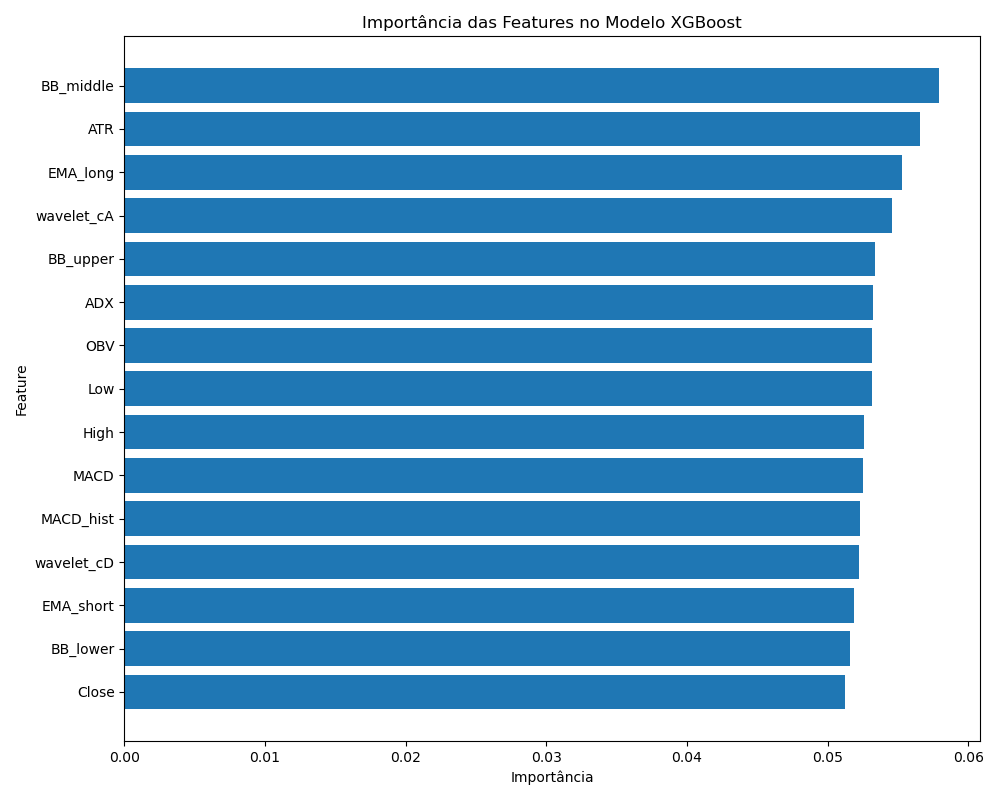 Importância das Features no Modelo XGBoost
Feature
BB_middle
ATR
EMA_long
wavelet_cA
BB_upper
ADX
OBV
Low
High
MACD
MACD_hist
wavelet_cD
EMA_short
BB_lower
Close
0.00 0.01 0.02 0.03 0.04 0.05 0.06
Importância